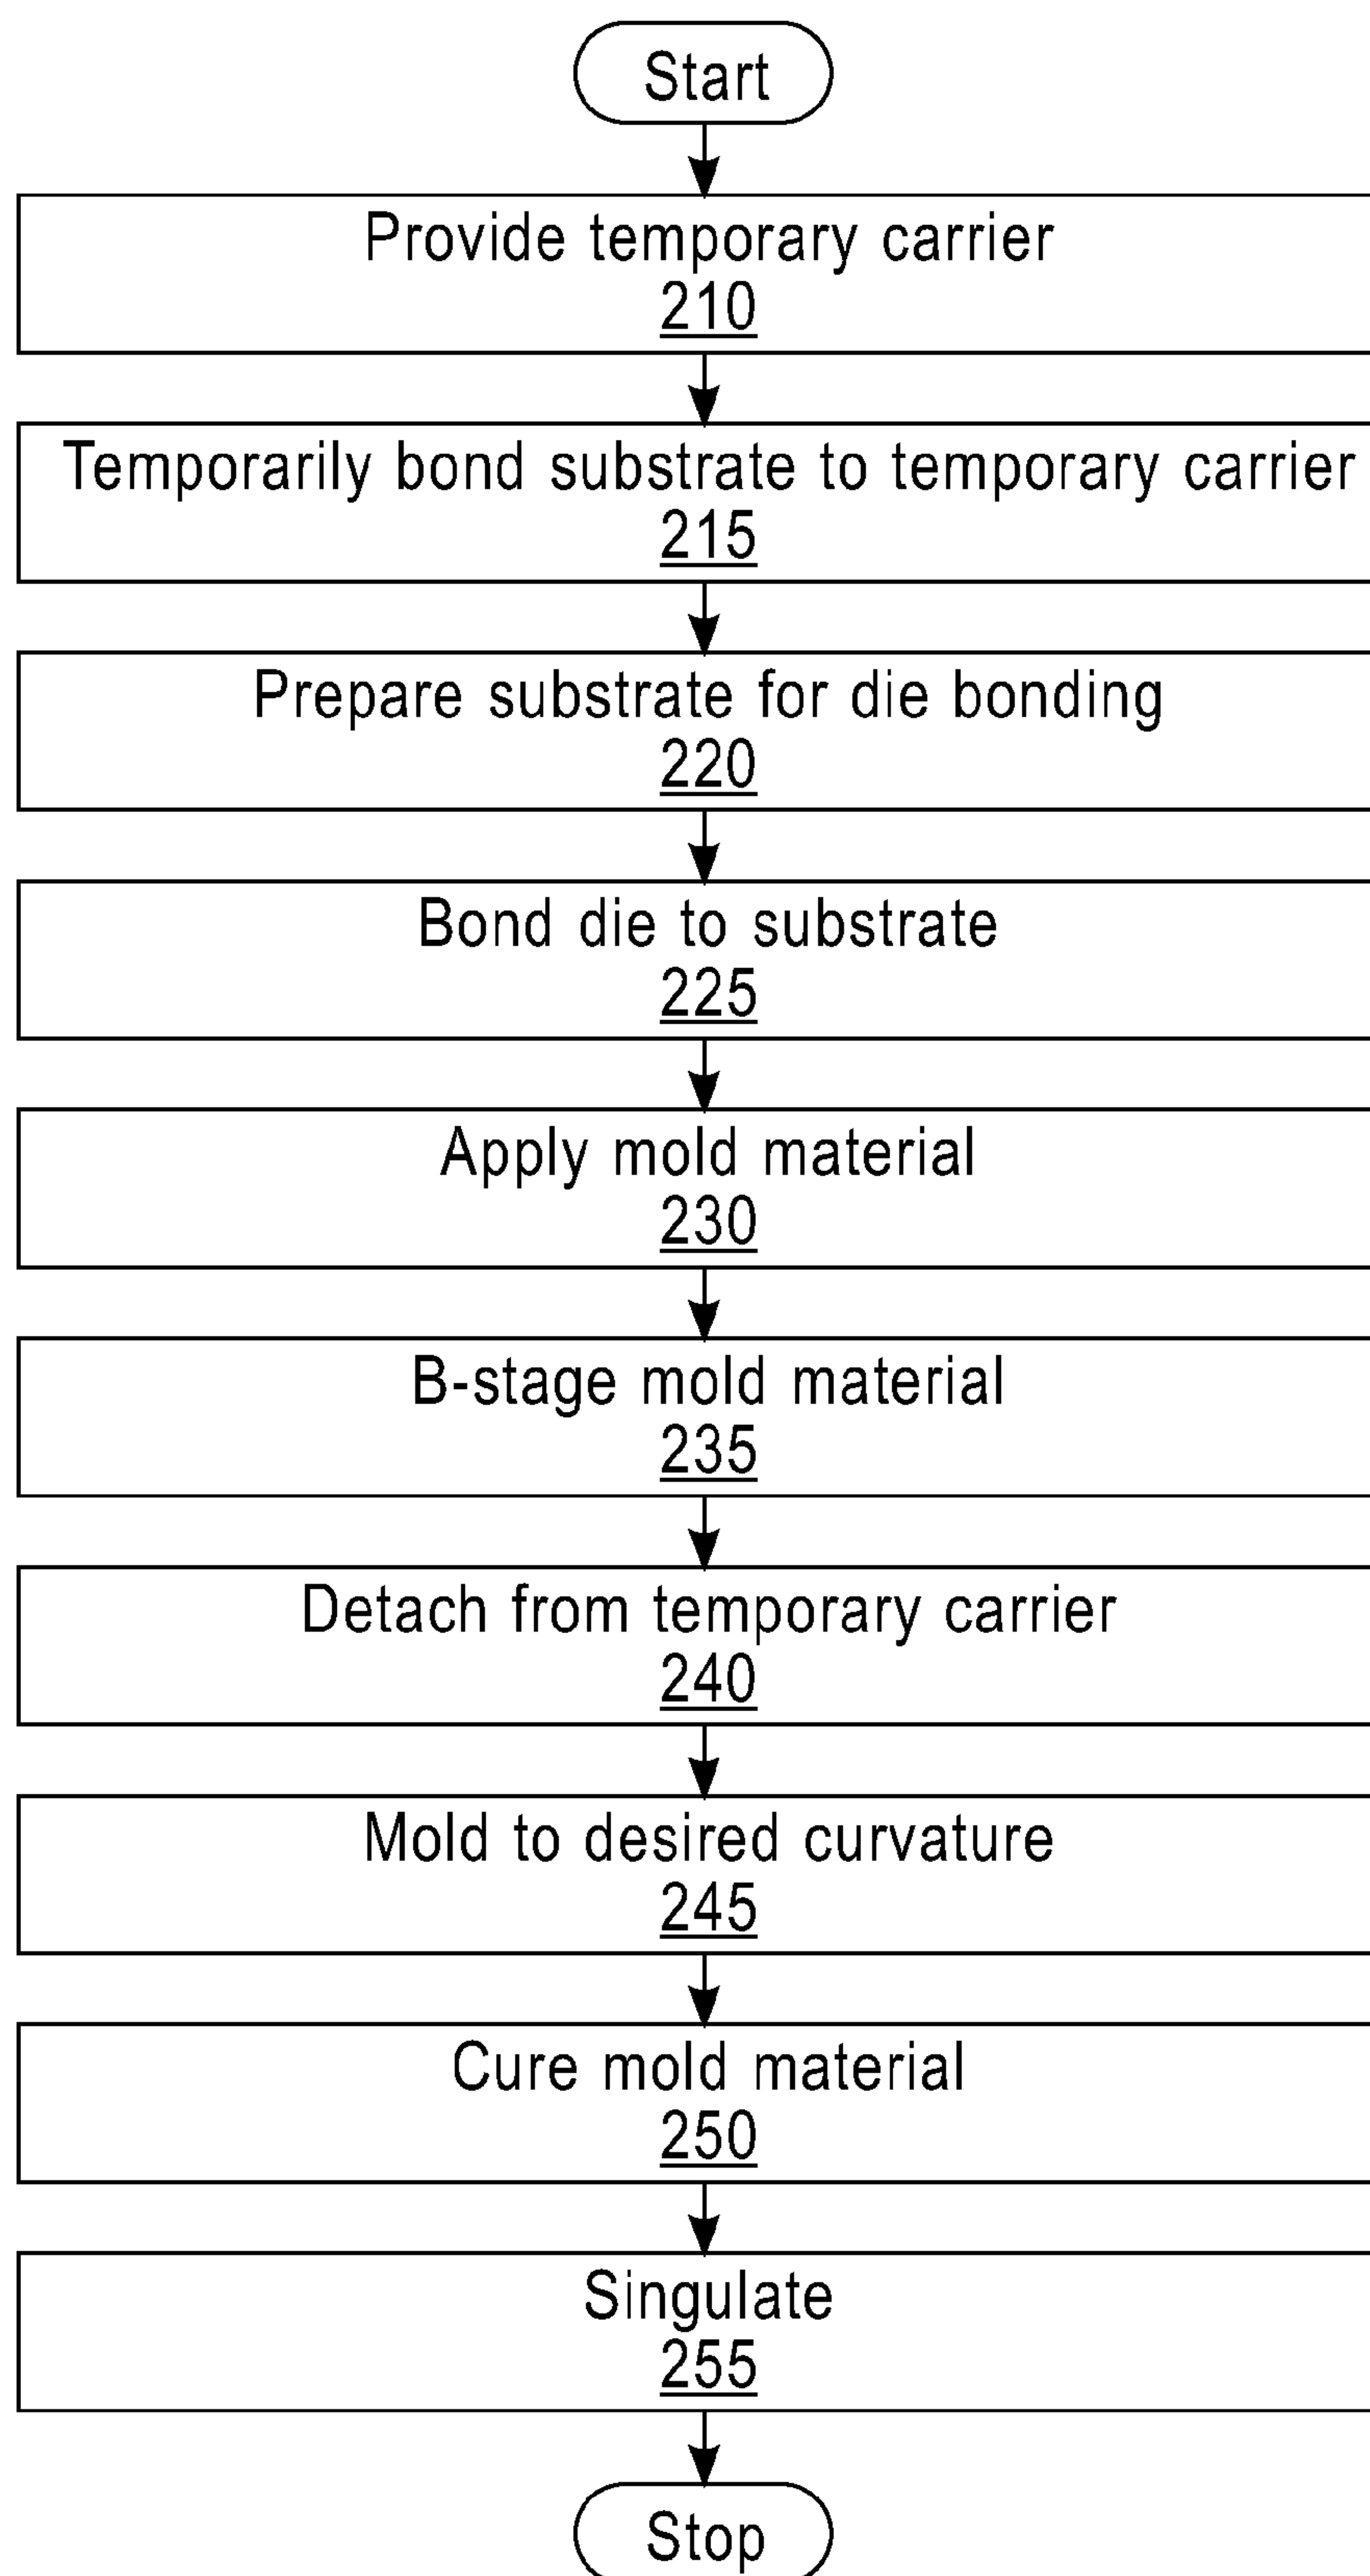 Start
Provide temporary carrier
210
Temporarily bond substrate to temporary carrier
215
Prepare substrate for die bonding
220
Bond die to substrate
225
Apply mold material
230
B-stage mold material
235
Detach from temporary carrier
240
Mold to desired curvature
245
Cure mold material
250
Singulate
255
Stop